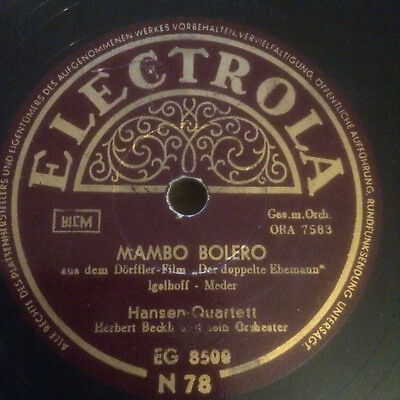 ALLE RECHTE DES PLATTENHERSTELLERS UND EIGENTÜMERS DES AUFGENOMMENEN WERKES VORBEHALTEN, VERVIELFÄLTIGUNG, ÖFFENTLICHE AUFFÜHRUNG, RUNDFUNKSENDUNG UNTERSAGT.
ELECTROLA
BIEM
Ges. m. Orch.
ORA 7583
MAMBO BOLERO
aus dem Dörffler-Film „Der doppelte Ehemann"
Igelhoff - Meder
Hansen-Quartett
Herbert und sein Orchester
EG 8500
N 78